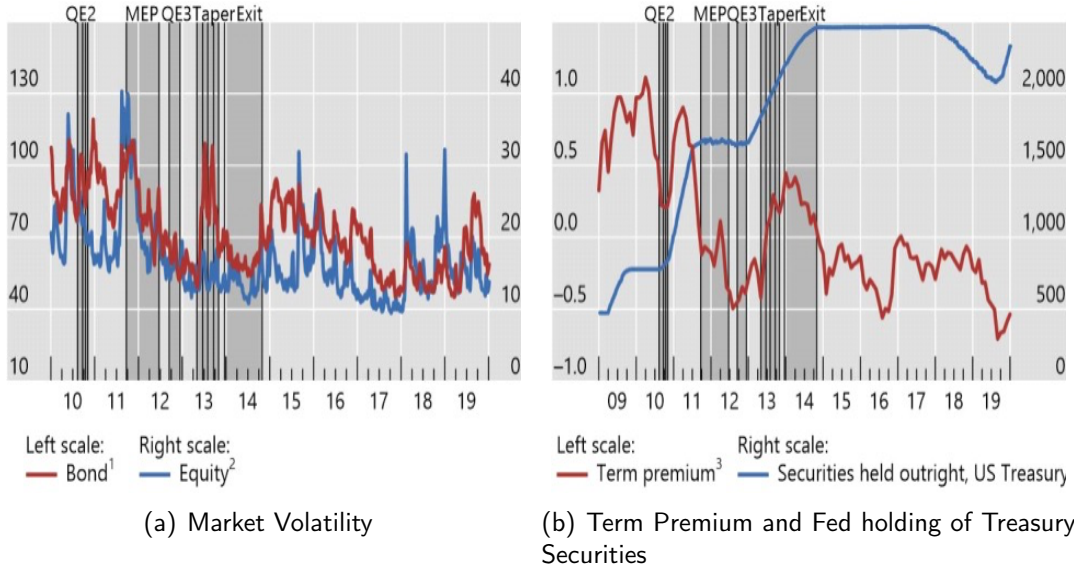 QE2 MEP QE3 Taper Exit
130 40
100 30
70 20
40 10
10 0
10 11 12 13 14 15 16 17 18 19
Left scale: Right scale:
Bond1 Equity2
(a) Market Volatility
QE2 MEP QE3 Taper Exit
1.0 2,000
0.5 1,500
0.0 1,000
–0.5 500
–1.0 0
09 10 11 12 13 14 15 16 17 18 19
Left scale: Right scale:
Term premium3 Securities held outright, US Treasury
(b) Term Premium and Fed holding of Treasury
Securities